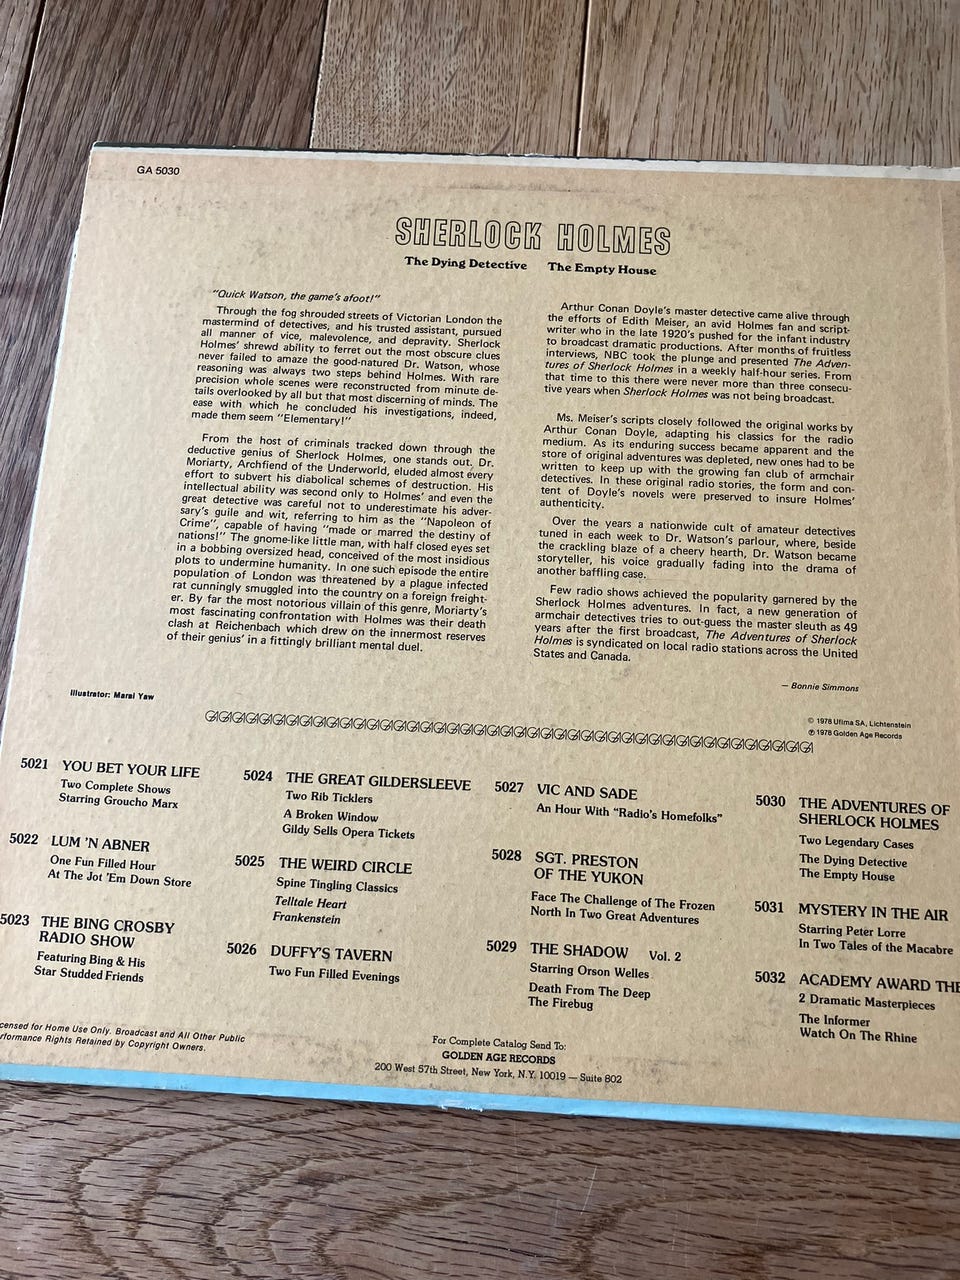 GA 5030
SHERLOCK HOLMES
The Dying Detective The Empty House
"Quick Watson, the game's afoot!"
Through the fog shrouded streets of Victorian London the
mastermind of detectives, and his trusted assistant, pursued
all manner of vice, malevolence, and depravity. Sherlock
Holmes' shrewd ability to ferret out the most obscure clues
never failed to amaze the good-natured Dr. Watson, whose
reasoning was always two steps behind Holmes. With rare
precision whole scenes were reconstructed from minute de-
tails overlooked by all but that most discerning of minds. The
ease with which he concluded his investigations, indeed,
made them seem "Elementary!"
From the host of criminals tracked down through the
deductive genius of Sherlock Holmes, one stands out. Dr.
Moriarty, Archfiend of the Underworld, eluded almost every
effort to subvert his diabolical schemes of destruction. His
intellectual ability was second only to Holmes' and even the
great detective was careful not to underestimate his adver-
sary's guile and wit, referring to him as the "Napoleon of
Crime", capable of having "made or marred the destiny of
nations!" The gnome-like little man, with half closed eyes set
in a bobbing oversized head, conceived of the most insidious
plots to undermine humanity. In one such episode the entire
population of London was threatened by a plague infected
rat cunningly smuggled into the country on a foreign freight-
er. By far the most notorious villain of this genre, Moriarty's
most fascinating confrontation with Holmes was their death
clash at Reichenbach which drew on the innermost reserves
of their genius' in a fittingly brilliant mental duel.
Arthur Conan Doyle's master detective came alive through
the efforts of Edith Meiser, an avid Holmes fan and script-
writer who in the late 1920's pushed for the infant industry
to broadcast dramatic productions. After months of fruitless
interviews, NBC took the plunge and presented The Adven-
tures of Sherlock Holmes in a weekly half-hour series. From
that time to this there were never more than three consecu-
tive years when Sherlock Holmes was not being broadcast.
Ms. Meiser's scripts closely followed the original works by
Arthur Conan Doyle, adapting his classics for the radio
medium. As its enduring success became apparent and the
store of original adventures was depleted, new ones had to be
written to keep up with the growing fan club of armchair
detectives. In these original radio stories, the form and con-
tent of Doyle's novels were preserved to insure Holmes'
authenticity.
Over the years a nationwide cult of amateur detectives
tuned in each week to Dr. Watson's parlour, where, beside
the crackling blaze of a cheery hearth, Dr. Watson became
storyteller, his voice gradually fading into the drama of
another baffling case.
Few radio shows achieved the popularity garnered by the
Sherlock Holmes adventures. In fact, a new generation of
armchair detectives tries to out-guess the master sleuth as 49
years after the first broadcast, The Adventures of Sherlock
Holmes is syndicated on local radio stations across the United
States and Canada.
— Bonnie Simmons
Illustrator: Maral Yaw
© 1978 Ufima SA, Lichtenstein
℗ 1978 Golden Age Records
5021 YOU BET YOUR LIFE
Two Complete Shows
Starring Groucho Marx
5022 LUM 'N ABNER
One Fun Filled Hour
At The Jot 'Em Down Store
5023 THE BING CROSBY
RADIO SHOW
Featuring Bing & His
Star Studded Friends
5024 THE GREAT GILDERSLEEVE
Two Rib Ticklers
A Broken Window
Gildy Sells Opera Tickets
5025 THE WEIRD CIRCLE
Spine Tingling Classics
Telltale Heart
Frankenstein
5026 DUFFY'S TAVERN
Two Fun Filled Evenings
5027 VIC AND SADE
An Hour With "Radio's Homefolks"
5028 SGT. PRESTON
OF THE YUKON
Face The Challenge of The Frozen
North In Two Great Adventures
5029 THE SHADOW Vol. 2
Starring Orson Welles
Death From The Deep
The Firebug
5030 THE ADVENTURES OF
SHERLOCK HOLMES
Two Legendary Cases
The Dying Detective
The Empty House
5031 MYSTERY IN THE AIR
Starring Peter Lorre
In Two Tales of the Macabre
5032 ACADEMY AWARD THE
2 Dramatic Masterpieces
The Informer
Watch On The Rhine
censed for Home Use Only. Broadcast and All Other Public
rformance Rights Retained by Copyright Owners.
For Complete Catalog Send To:
GOLDEN AGE RECORDS
200 West 57th Street, New York, N.Y. 10019 — Suite 802